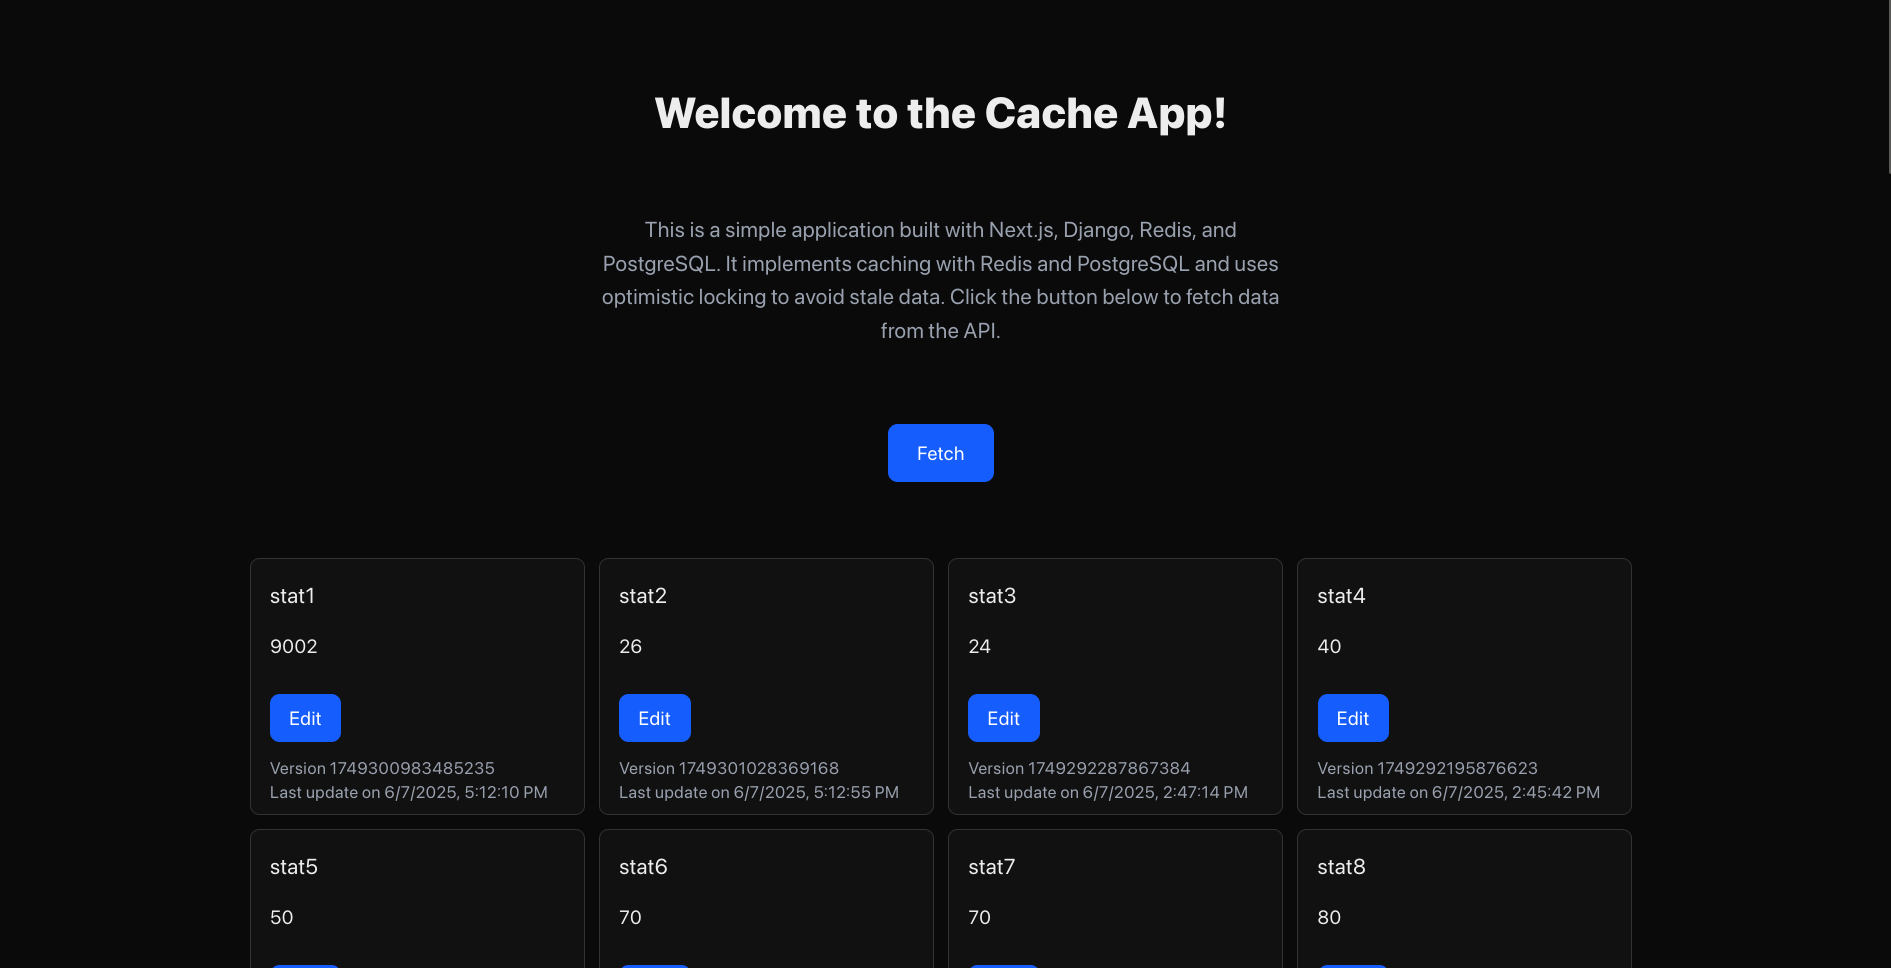 Welcome to the Cache App!
This is a simple application built with Next.js, Django, Redis, and
PostgreSQL. It implements caching with Redis and PostgreSQL and uses
optimistic locking to avoid stale data. Click the button below to fetch data
from the API.
Fetch
stat1
9002
Edit
Version 1749300983485235
Last update on 6/7/2025, 5:12:10 PM
stat2
26
Edit
Version 1749301028369168
Last update on 6/7/2025, 5:12:55 PM
stat3
24
Edit
Version 1749292287867384
Last update on 6/7/2025, 2:47:14 PM
stat4
40
Edit
Version 1749292195876623
Last update on 6/7/2025, 2:45:42 PM
stat5
50
stat6
70
stat7
70
stat8
80